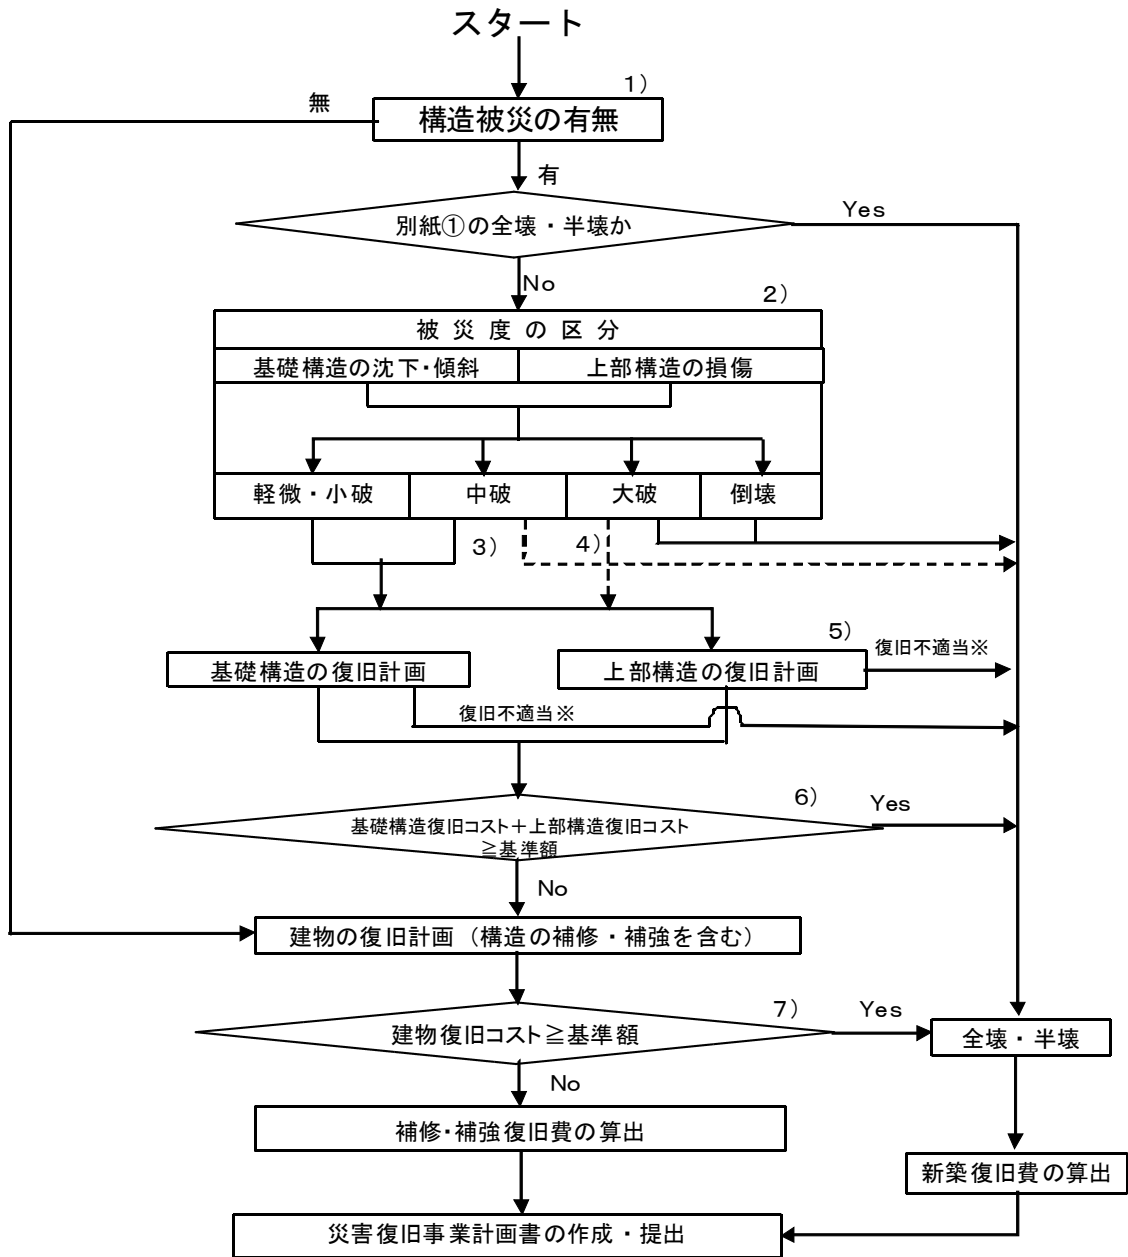 スタート
1）
無
構造被災の有無
有
別紙①の全壊・半壊か
Yes
No
2）
被 災 度 の 区 分
基礎構造の沈下・傾斜
上部構造の損傷
軽微・小破
中破
大破
倒壊
3）
4）
5）
基礎構造の復旧計画
上部構造の復旧計画
復旧不適当※
復旧不適当※
6）
基礎構造復旧コスト＋上部構造復旧コスト
≧基準額
Yes
No
建物の復旧計画（構造の補修・補強を含む）
7）
建物復旧コスト≧基準額
Yes
全壊・半壊
No
補修・補強復旧費の算出
新築復旧費の算出
災害復旧事業計画書の作成・提出